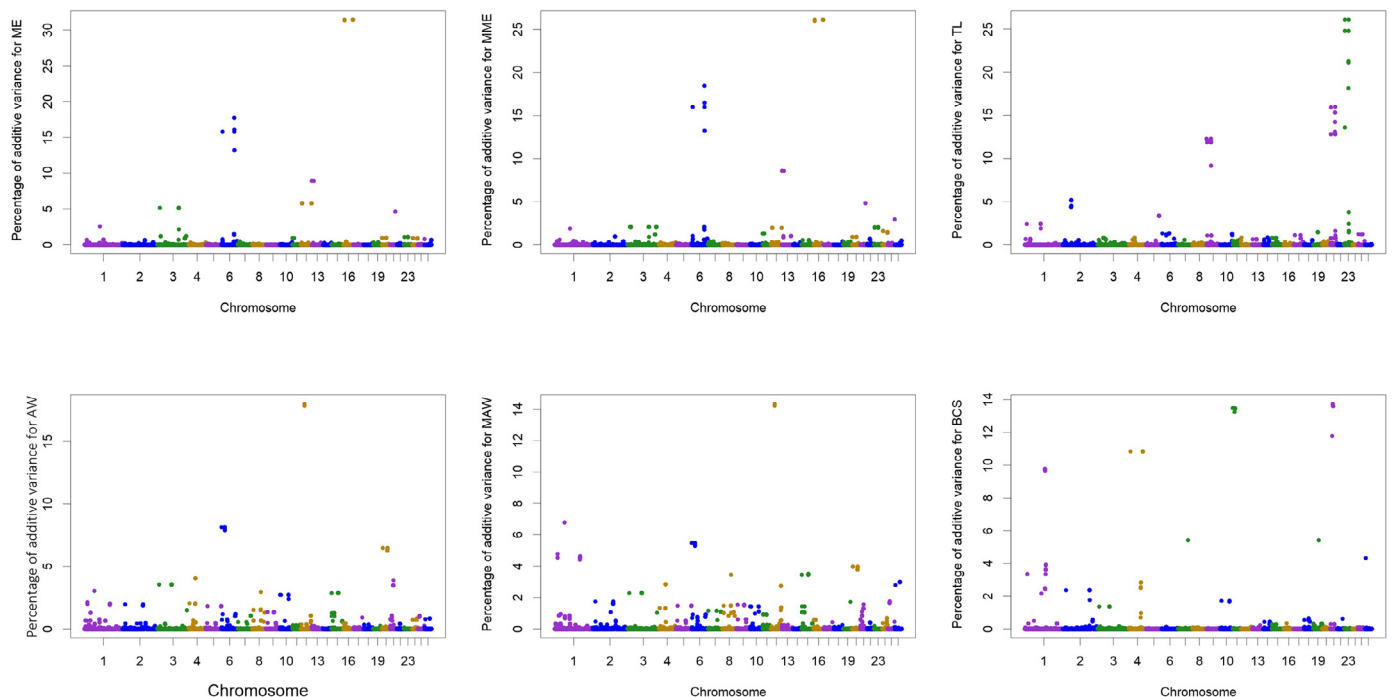 Percentage of additive variance for ME
30
25
20
15
10
5
0
1 2 3 4 6 8 10 13 16 19 23
Chromosome
Percentage of additive variance for MME
25
20
15
10
5
0
1 2 3 4 6 8 10 13 16 19 23
Chromosome
Percentage of additive variance for TL
25
20
15
10
5
0
1 2 3 4 6 8 10 13 16 19 23
Chromosome
Percentage of additive variance for AW
15
10
5
0
1 2 3 4 6 8 10 13 16 19 23
Chromosome
Percentage of additive variance for MAW
14
12
10
8
6
4
2
0
1 2 3 4 6 8 10 13 16 19 23
Chromosome
Percentage of additive variance for BCS
14
12
10
8
6
4
2
0
1 2 3 4 6 8 10 13 16 19 23
Chromosome